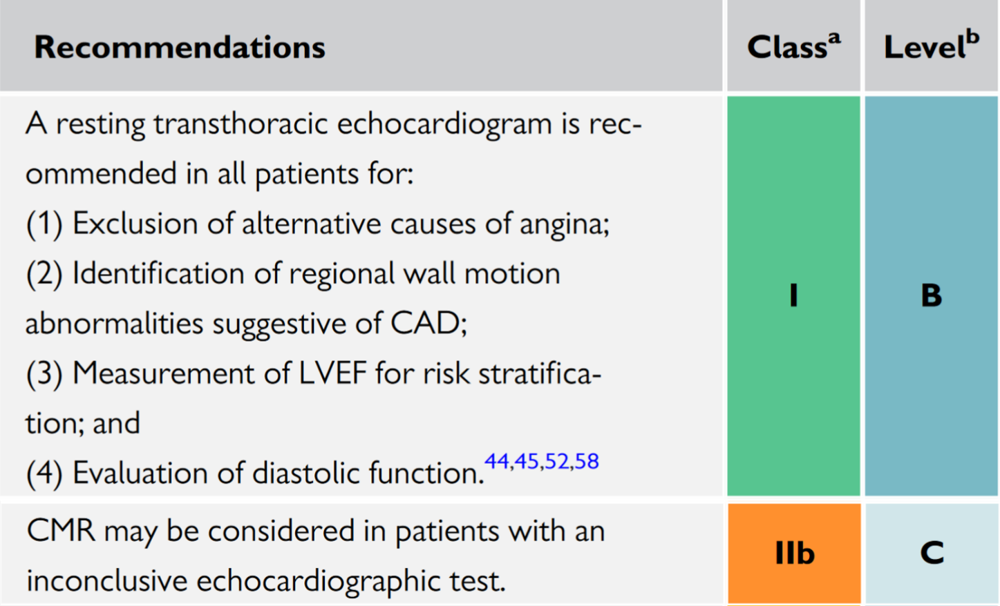 Recommendations Classᵃ Levelᵇ
A resting transthoracic echocardiogram is rec-
ommended in all patients for:
(1) Exclusion of alternative causes of angina;
(2) Identification of regional wall motion
abnormalities suggestive of CAD;
(3) Measurement of LVEF for risk stratifica-
tion; and
(4) Evaluation of diastolic function.44,45,52,58
I B
CMR may be considered in patients with an
inconclusive echocardiographic test.
IIb C